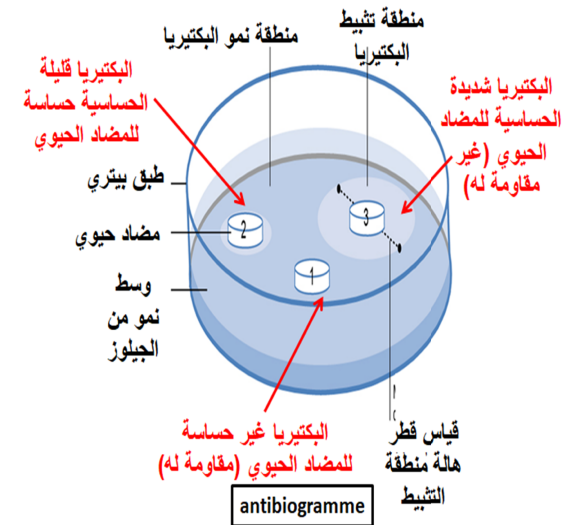 منطقة تثبيط
البكتيريا
منطقة نمو البكتيريا
البكتيريا قليلة
الحساسية حساسة
للمضاد الحيوي
البكتيريا شديدة
الحساسية للمضاد
الحيوي (غير
مقاومة له)
طبق بيتري
مضاد حيوي
وسط
نمو من
الجيلوز
2
3
1
البكتيريا غير حساسة
للمضاد الحيوي (مقاومة له)
قياس قطر
هالة منطقة
التثبيط
antibiogramme